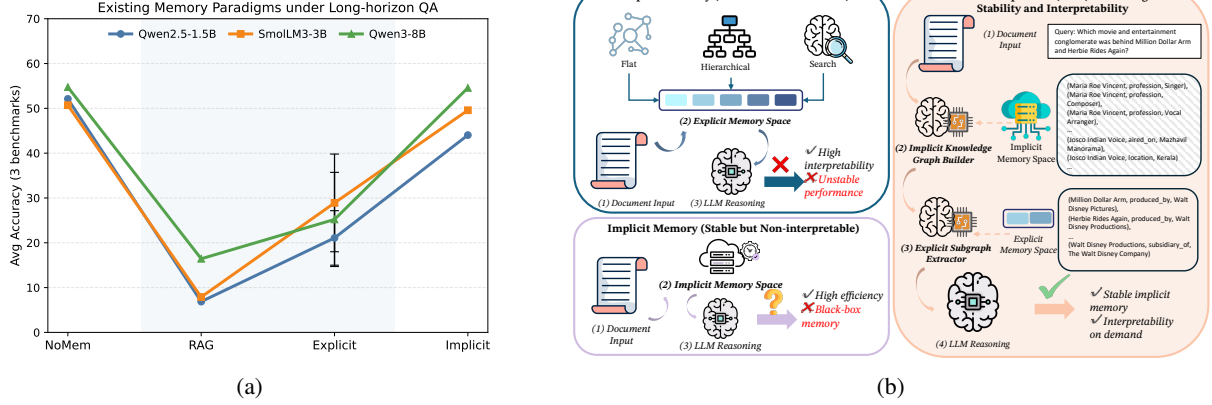 Existing Memory Paradigms under Long-horizon QA
Qwen2.5-1.5B
SmolLM3-3B
Qwen3-8B
Avg Accuracy (3 benchmarks)
70
60
50
40
30
20
10
0
NoMem
RAG
Explicit
Implicit
(a)
Flat
Hierarchical
Search
(2) Explicit Memory Space
(1) Document Input
(3) LLM Reasoning
High
interpretability
Unstable
performance
Implicit Memory (Stable but Non-interpretable)
(2) Implicit Memory Space
(1) Document
Input
(3) LLM Reasoning
High efficiency
Black-box
memory
Stability and Interpretability
(1) Document
Input
Query: Which movie and entertainment
conglomerate was behind Million Dollar Arm
and Herbie Rides Again?
(2) Implicit Knowledge
Graph Builder
Implicit
Memory Space
(Maria Roe Vincent, profession, Singer),
(Maria Roe Vincent, profession,
Composer),
(Maria Roe Vincent, profession, Vocal
Arranger),
...
(Josco Indian Voice, aired_on, Mazhavil
Manorama),
(Josco Indian Voice, location, Kerala)
...
(3) Explicit Subgraph
Extractor
Explicit
Memory Space
(Million Dollar Arm, produced_by, Walt
Disney Pictures),
(Herbie Rides Again, produced_by, Walt
Disney Productions),
...
(Walt Disney Productions, subsidiary_of,
The Walt Disney Company)
(4) LLM Reasoning
Stable implicit
memory
Interpretability
on demand
(b)